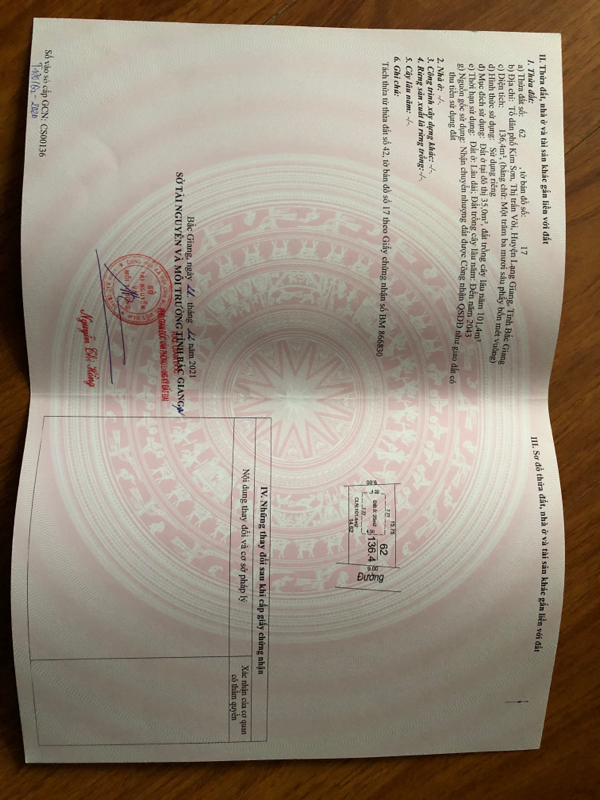 II. Thửa đất, nhà ở và tài sản khác gắn liền với đất
1. Thửa đất:
a) Thửa đất số: 62 , tờ bản đồ số: 17
b) Địa chỉ: Tổ dân phố Kim Sơn, Thị trấn Vôi, Huyện Lạng Giang, Tỉnh Bắc Giang
c) Diện tích: 136,4m², (bằng chữ: Một trăm ba mươi sáu phẩy bốn mét vuông)
d) Hình thức sử dụng: Sử dụng riêng
đ) Mục đích sử dụng: Đất ở tại đô thị 35,0m², đất trồng cây lâu năm 101,4m²
e) Thời hạn sử dụng: Đất ở: Lâu dài; Đất trồng cây lâu năm: Đến năm 2043
g) Nguồn gốc sử dụng: Nhận chuyển nhượng đất được Công nhận QSDĐ như giao đất có
thu tiền sử dụng đất
2. Nhà ở: -/-.
3. Công trình xây dựng khác: -/-.
4. Rừng sản xuất là rừng trồng:-/-.
5. Cây lâu năm: -/-.
6. Ghi chú:
Tách thửa từ thửa đất số 42, tờ bản đồ số 17 theo Giấy chứng nhận số BM 866830
Bắc Giang, ngày 22 tháng 12 năm 2021
SỞ TÀI NGUYÊN VÀ MÔI TRƯỜNG TỈNH BẮC GIANG
Nguyễn Thị Hồng
Số vào sổ cấp GCN: CS00136
III. Sơ đồ thửa đất, nhà ở và tài sản khác gắn liền với đất
15.75
62
136.4
9.00
Đường
14.62
IV. Những thay đổi sau khi cấp giấy chứng nhận
Nội dung thay đổi và cơ sở pháp lý
Xác nhận của cơ quan
có thẩm quyền